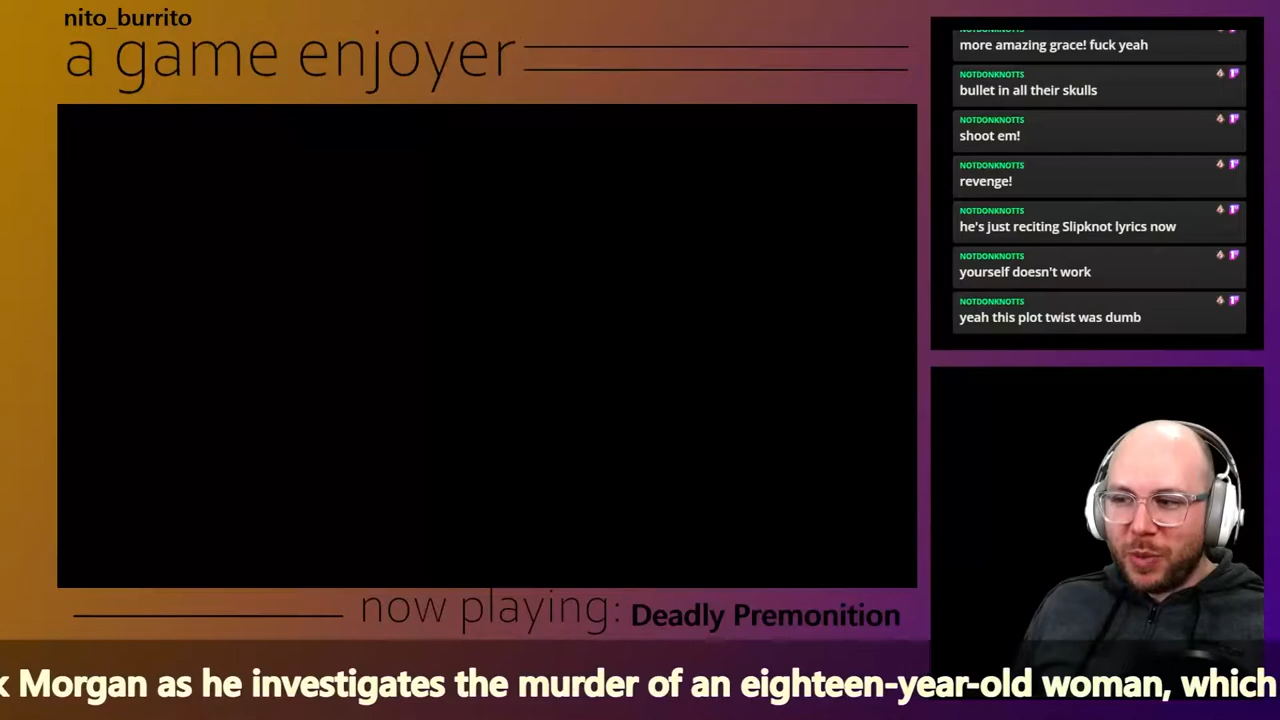 nito_burrito
a game enjoyer
more amazing grace! fuck yeah
NOTDONKNOTTS
bullet in all their skulls
NOTDONKNOTTS
shoot em!
NOTDONKNOTTS
revenge!
NOTDONKNOTTS
he's just reciting Slipknot lyrics now
NOTDONKNOTTS
yourself doesn't work
NOTDONKNOTTS
yeah this plot twist was dumb
now playing: Deadly Premonition
Morgan as he investigates the murder of an eighteen-year-old woman, which